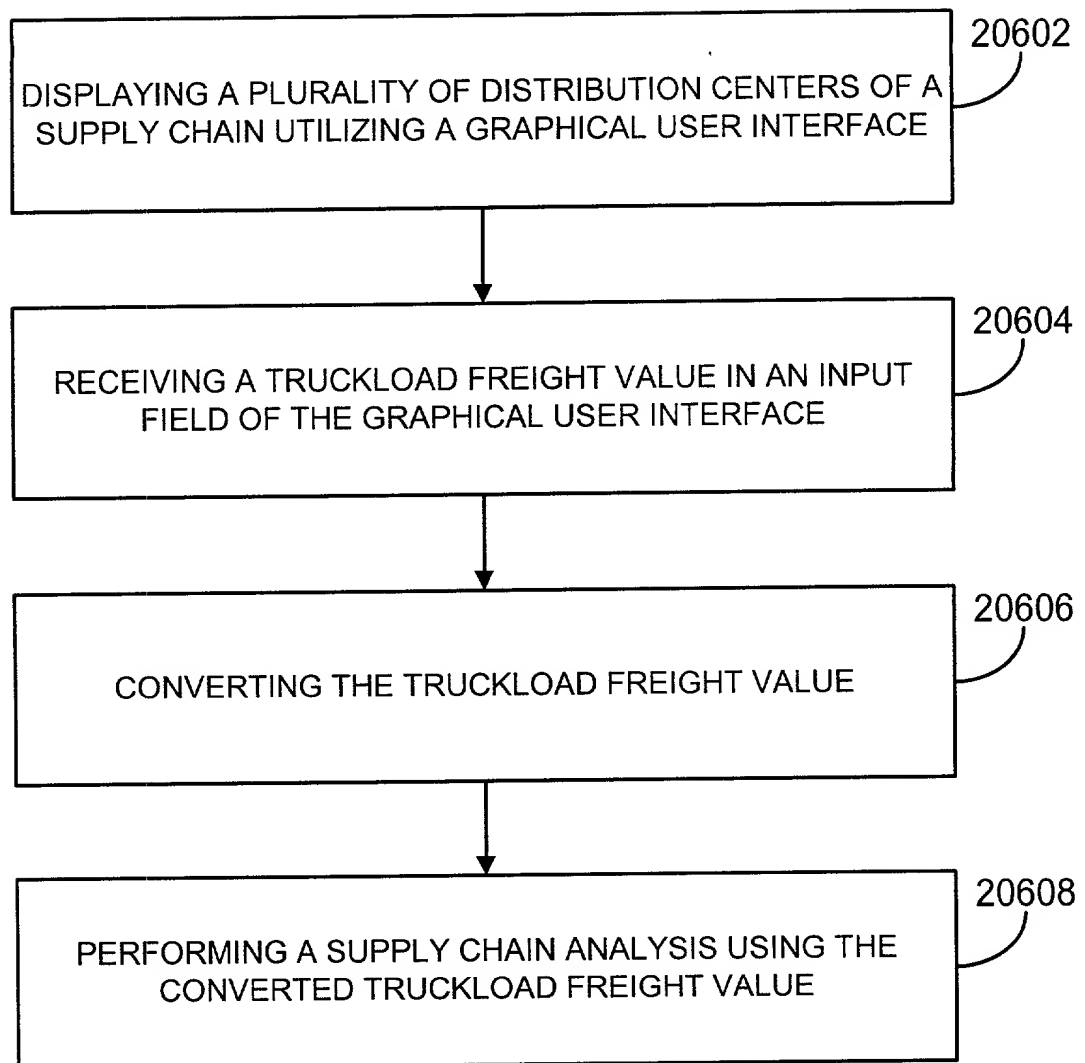 20602
DISPLAYING A PLURALITY OF DISTRIBUTION CENTERS OF A
SUPPLY CHAIN UTILIZING A GRAPHICAL USER INTERFACE
20604
RECEIVING A TRUCKLOAD FREIGHT VALUE IN AN INPUT
FIELD OF THE GRAPHICAL USER INTERFACE
20606
CONVERTING THE TRUCKLOAD FREIGHT VALUE
20608
PERFORMING A SUPPLY CHAIN ANALYSIS USING THE
CONVERTED TRUCKLOAD FREIGHT VALUE